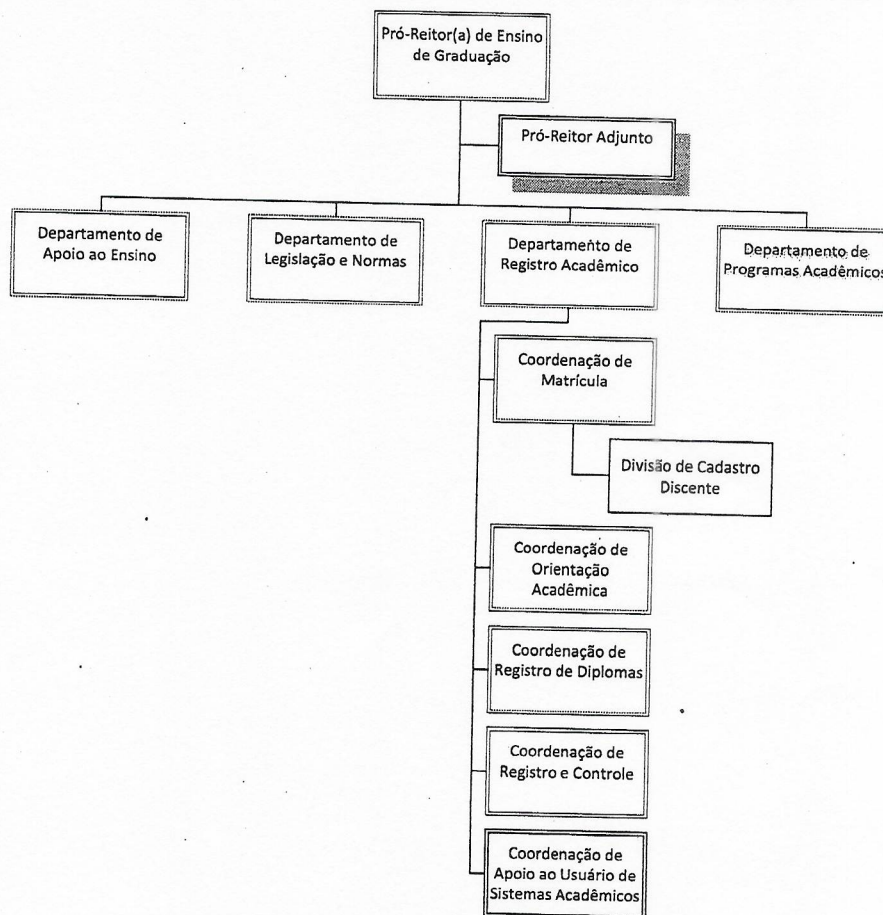 Pró-Reitor(a) de Ensino
de Graduação
Pró-Reitor Adjunto
Departamento de
Apoio ao Ensino
Departamento de
Legislação e Normas
Departamento de
Registro Acadêmico
Departamento de
Programas Acadêmicos
Coordenação de
Matrícula
Divisão de Cadastro
Discente
Coordenação de
Orientação
Acadêmica
Coordenação de
Registro de Diplomas
Coordenação de
Registro e Controle
Coordenação de
Apoio ao Usuário de
Sistemas Acadêmicos